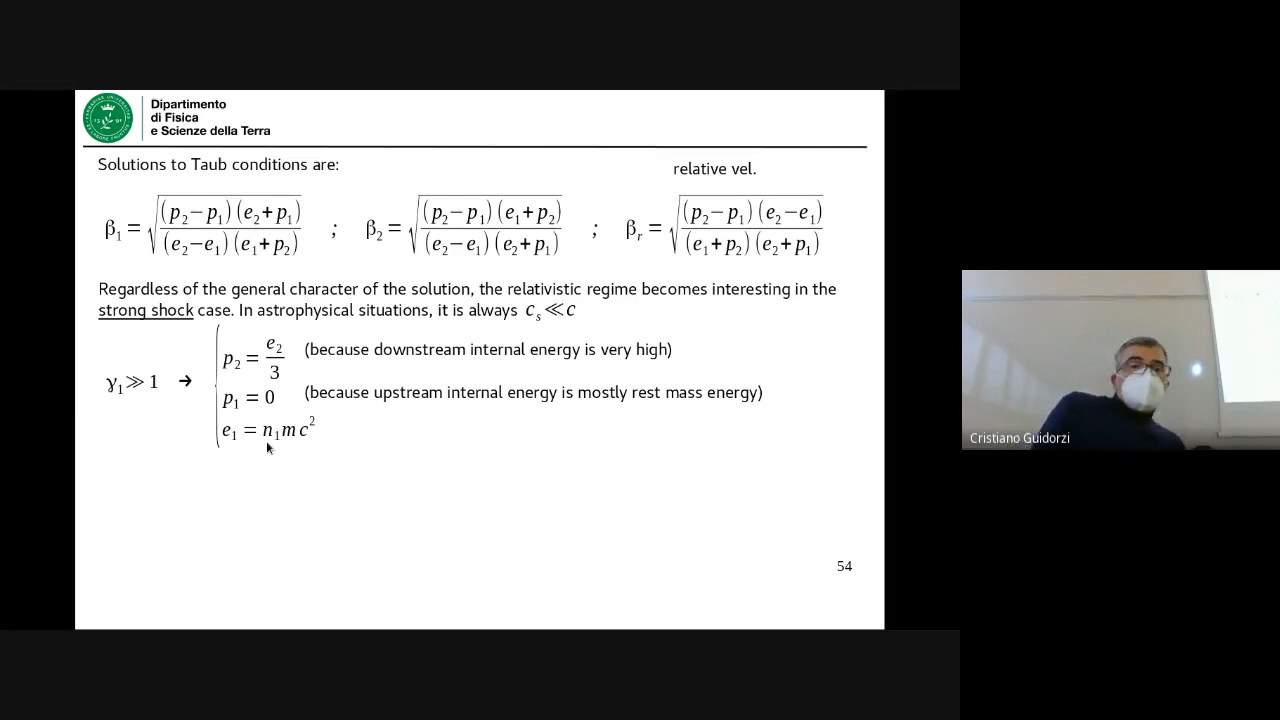 Dipartimento
di Fisica
e Scienze della Terra
Solutions to Taub conditions are:
relative vel.
β₁ = √((p₂−p₁)(e₂+p₁) / (e₂−e₁)(e₁+p₂)) ; β₂ = √((p₂−p₁)(e₁+p₂) / (e₂−e₁)(e₂+p₁)) ; βᵣ = √((p₂−p₁)(e₂−e₁) / (e₁+p₂)(e₂+p₁))
Regardless of the general character of the solution, the relativistic regime becomes interesting in the
strong shock case. In astrophysical situations, it is always cₛ≪c
γ₁≫1 → { p₂ = e₂/3 (because downstream internal energy is very high)
p₁ = 0 (because upstream internal energy is mostly rest mass energy)
e₁ = n₁mc²
54
Cristiano Guidorzi